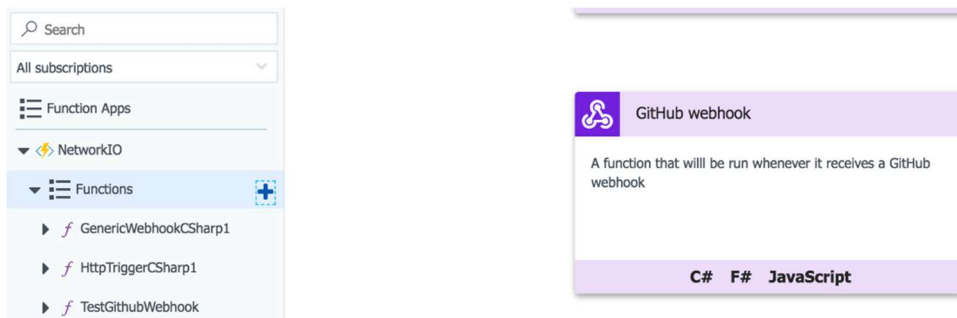 Search
All subscriptions
Function Apps
NetworkIO
Functions
f GenericWebhookCSharp1
f HttpTriggerCSharp1
f TestGithubWebhook
GitHub webhook
A function that willl be run whenever it receives a GitHub
webhook
C# F# JavaScript